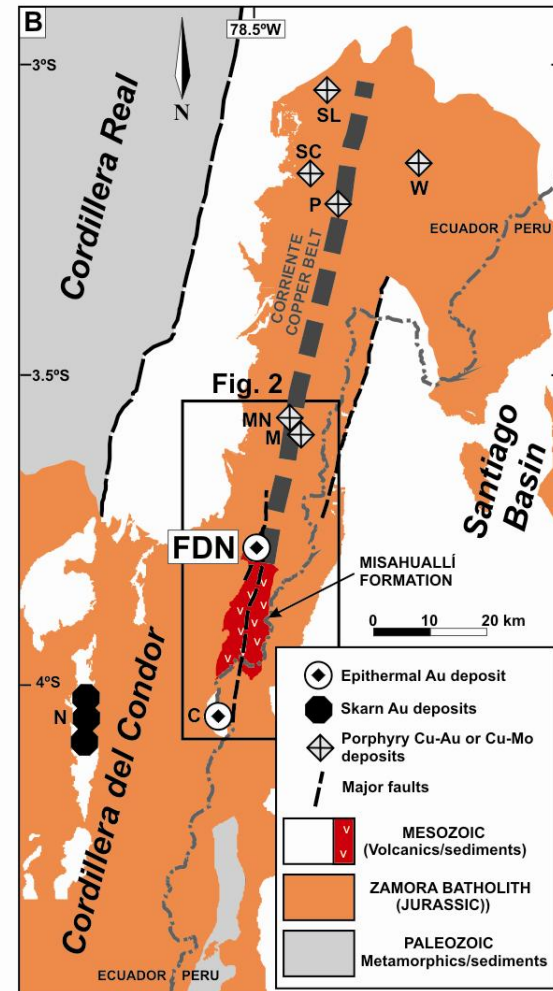 B
78.5ºW
3ºS
N
Cordillera Real
SL
SC
W
P
ECUADOR
PERU
CORRIENTE
COPPER BELT
3.5ºS
Fig. 2
MN
M
Santiago
Basin
FDN
MISAHUALLÍ
FORMATION
0 10 20 km
4ºS
N
C
Cordillera del Condor
Epithermal Au deposit
Skarn Au deposits
Porphyry Cu-Au or Cu-Mo
deposits
Major faults
v
v
MESOZOIC
(Volcanics/sediments)
ZAMORA BATHOLITH
(JURASSIC))
PALEOZOIC
Metamorphics/sediments
ECUADOR
PERU